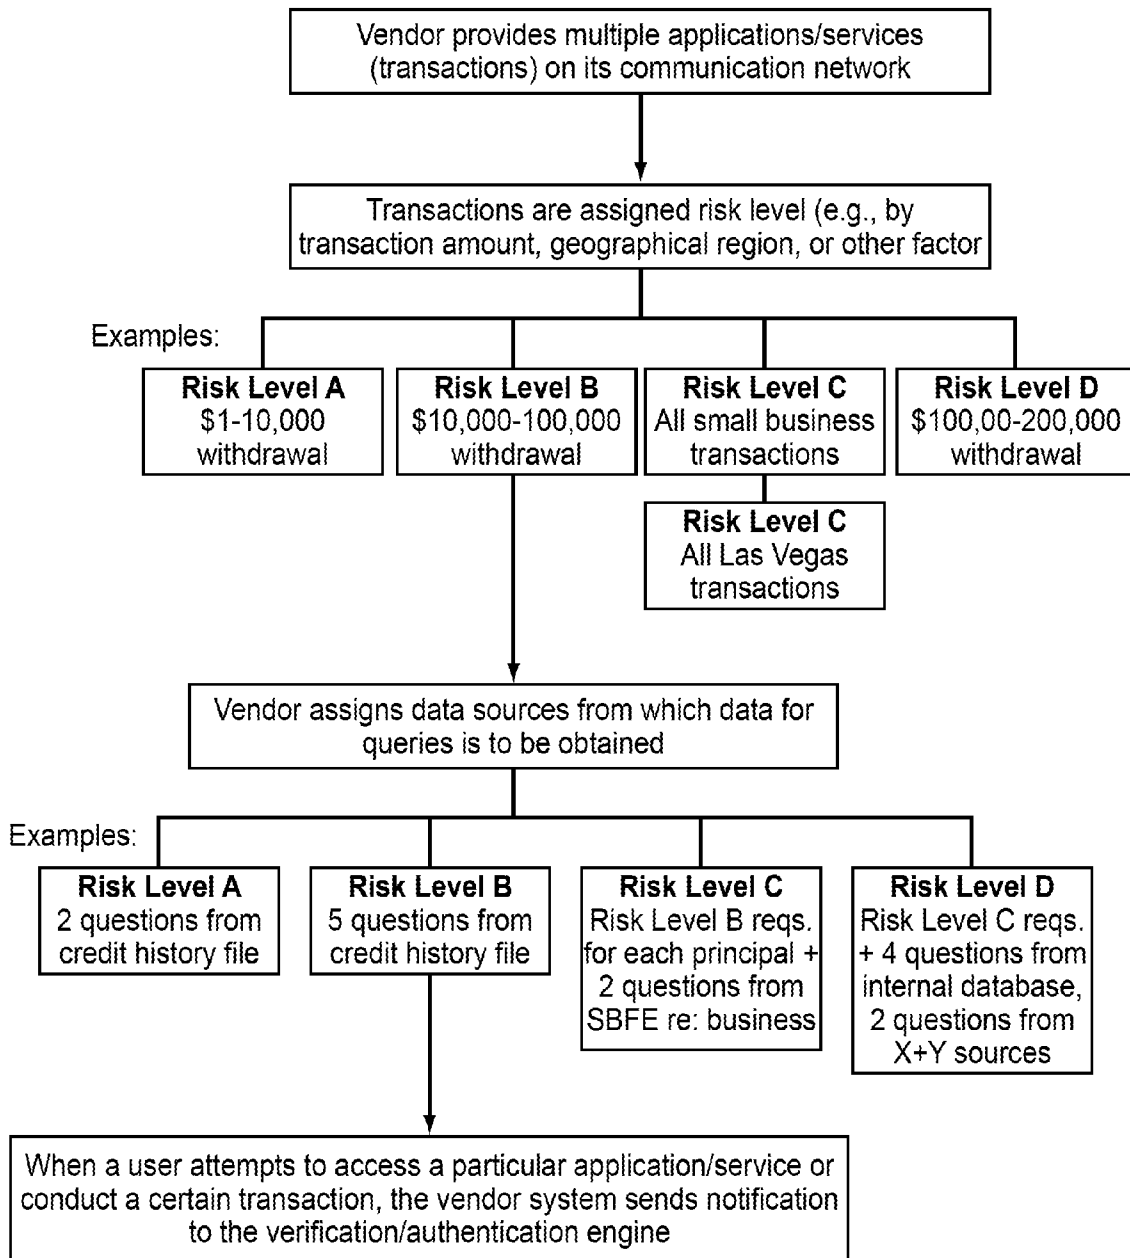 Vendor provides multiple applications/services
(transactions) on its communication network
Transactions are assigned risk level (e.g., by
transaction amount, geographical region, or other factor
Examples:
Risk Level A
$1-10,000
withdrawal
Risk Level B
$10,000-100,000
withdrawal
Risk Level C
All small business
transactions
Risk Level D
$100,00-200,000
withdrawal
Risk Level C
All Las Vegas
transactions
Vendor assigns data sources from which data for
queries is to be obtained
Examples:
Risk Level A
2 questions from
credit history file
Risk Level B
5 questions from
credit history file
Risk Level C
Risk Level B reqs.
for each principal +
2 questions from
SBFE re: business
Risk Level D
Risk Level C reqs.
+ 4 questions from
internal database,
2 questions from
X+Y sources
When a user attempts to access a particular application/service or
conduct a certain transaction, the vendor system sends notification
to the verification/authentication engine